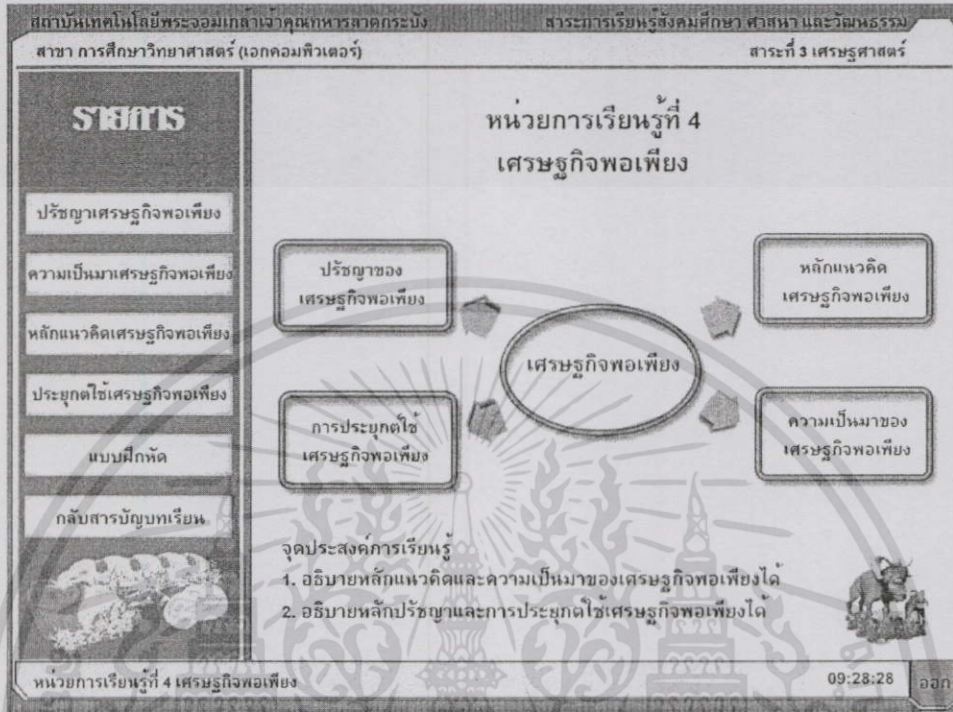 สถาบันเทคโนโลยีพระจอมเกล้าเจ้าคุณทหารลาดกระบัง
สาระการเรียนรู้สังคมศึกษา ศาสนา และวัฒนธรรม
สาขา การศึกษาวิทยาศาสตร์ (เอกคอมพิวเตอร์)
สาระที่ 3 เศรษฐศาสตร์
รายการ
ปรัชญาเศรษฐกิจพอเพียง
ความเป็นมาเศรษฐกิจพอเพียง
หลักแนวคิดเศรษฐกิจพอเพียง
ประยุกต์ใช้เศรษฐกิจพอเพียง
แบบฝึกหัด
กลับสารบัญบทเรียน
หน่วยการเรียนรู้ที่ 4
เศรษฐกิจพอเพียง
ปรัชญาของ
เศรษฐกิจพอเพียง
หลักแนวคิด
เศรษฐกิจพอเพียง
เศรษฐกิจพอเพียง
การประยุกต์ใช้
เศรษฐกิจพอเพียง
ความเป็นมาของ
เศรษฐกิจพอเพียง
จุดประสงค์การเรียนรู้
1. อธิบายหลักแนวคิดและความเป็นมาของเศรษฐกิจพอเพียงได้
2. อธิบายหลักปรัชญาและการประยุกต์ใช้เศรษฐกิจพอเพียงได้
หน่วยการเรียนรู้ที่ 4 เศรษฐกิจพอเพียง
09:28:28
ออก